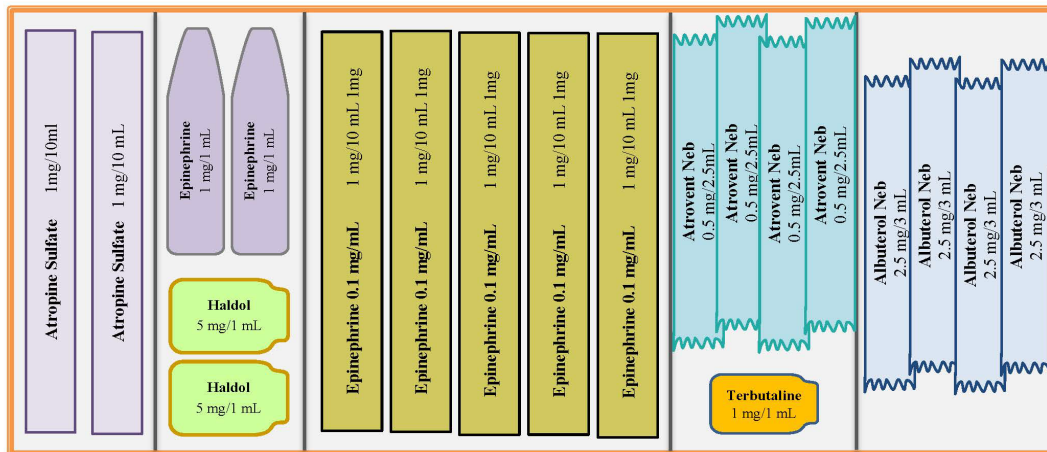 Atropine Sulfate 1mg/10ml
Atropine Sulfate 1 mg/10 mL
Epinephrine
1 mg/1 mL
Epinephrine
1 mg/1 mL
Haldol
5 mg/1 mL
Haldol
5 mg/1 mL
Epinephrine 0.1 mg/mL 1 mg/10 mL 1mg
Epinephrine 0.1 mg/mL 1 mg/10 mL 1mg
Epinephrine 0.1 mg/mL 1 mg/10 mL 1mg
Epinephrine 0.1 mg/mL 1 mg/10 mL 1mg
Epinephrine 0.1 mg/mL 1 mg/10 mL 1mg
Atrovent Neb
0.5 mg/2.5mL
Atrovent Neb
0.5 mg/2.5mL
Atrovent Neb
0.5 mg/2.5mL
Atrovent Neb
0.5 mg/2.5mL
Terbutaline
1 mg/1 mL
Albuterol Neb
2.5 mg/3 mL
Albuterol Neb
2.5 mg/3 mL
Albuterol Neb
2.5 mg/3 mL
Albuterol Neb
2.5 mg/3 mL